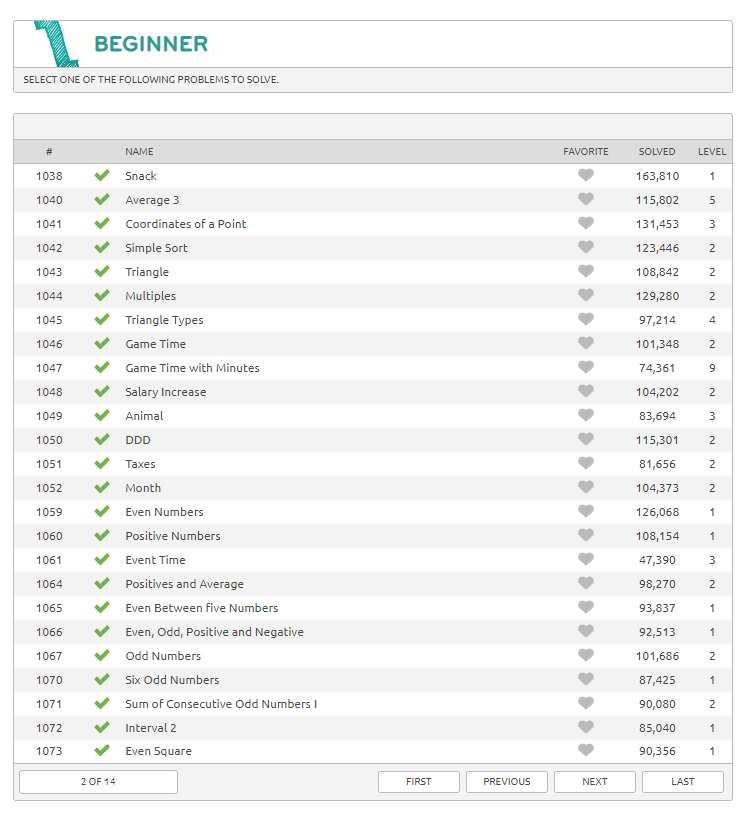 BEGINNER
SELECT ONE OF THE FOLLOWING PROBLEMS TO SOLVE.
# NAME FAVORITE SOLVED LEVEL
1038 Snack 163,810 1
1040 Average 3 115,802 5
1041 Coordinates of a Point 131,453 3
1042 Simple Sort 123,446 2
1043 Triangle 108,842 2
1044 Multiples 129,280 2
1045 Triangle Types 97,214 4
1046 Game Time 101,348 2
1047 Game Time with Minutes 74,361 9
1048 Salary Increase 104,202 2
1049 Animal 83,694 3
1050 DDD 115,301 2
1051 Taxes 81,656 2
1052 Month 104,373 2
1059 Even Numbers 126,068 1
1060 Positive Numbers 108,154 1
1061 Event Time 47,390 3
1064 Positives and Average 98,270 2
1065 Even Between five Numbers 93,837 1
1066 Even, Odd, Positive and Negative 92,513 1
1067 Odd Numbers 101,686 2
1070 Six Odd Numbers 87,425 1
1071 Sum of Consecutive Odd Numbers I 90,080 2
1072 Interval 2 85,040 1
1073 Even Square 90,356 1
2 OF 14 FIRST PREVIOUS NEXT LAST